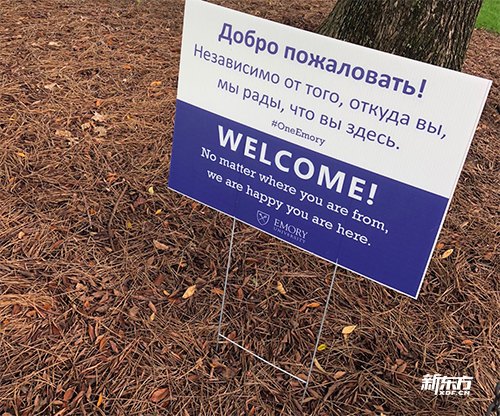 Добро пожаловать!
Независимо от того, откуда вы,
мы рады, что вы здесь.
#OneEmory
WELCOME!
No matter where you are from,
we are happy you are here.
EMORY
UNIVERSITY
新东方
XDF.CN